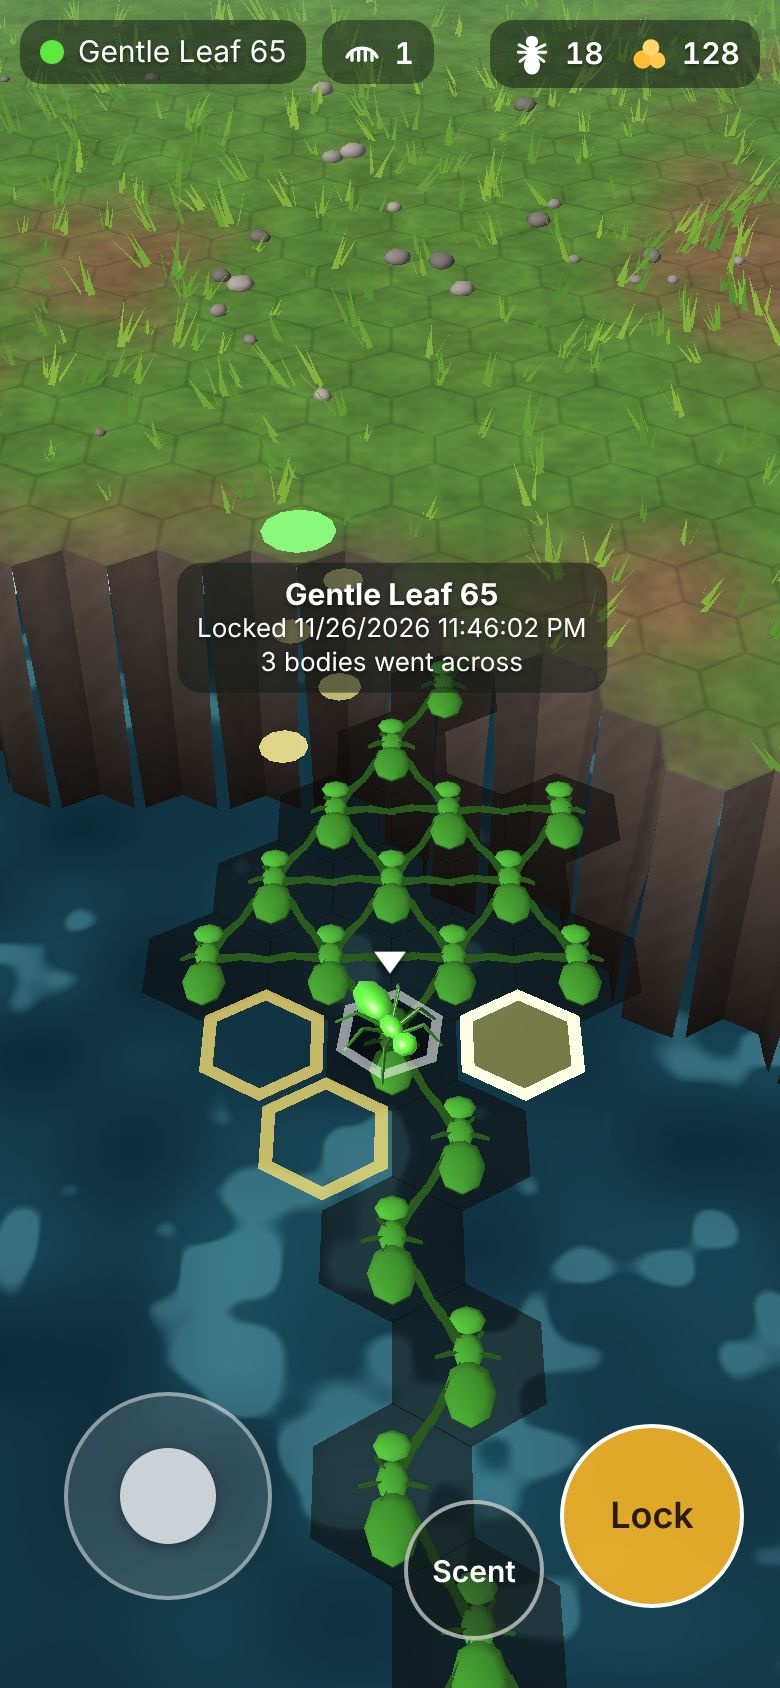 Gentle Leaf 65
1
18
128
Gentle Leaf 65
Locked 11/26/2026 11:46:02 PM
3 bodies went across
Lock
Scent